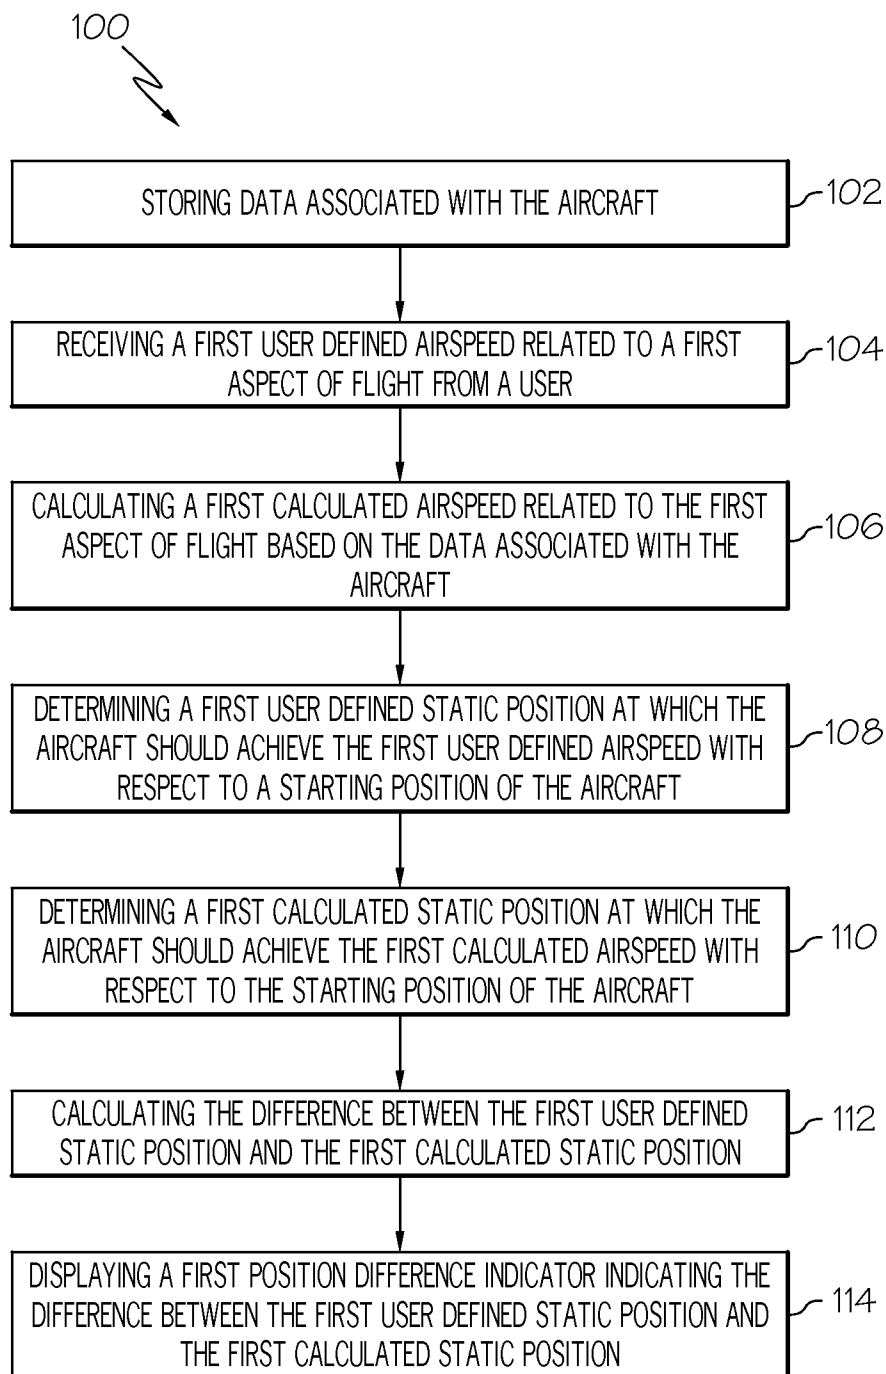 100
STORING DATA ASSOCIATED WITH THE AIRCRAFT
102
RECEIVING A FIRST USER DEFINED AIRSPEED RELATED TO A FIRST
ASPECT OF FLIGHT FROM A USER
104
CALCULATING A FIRST CALCULATED AIRSPEED RELATED TO THE FIRST
ASPECT OF FLIGHT BASED ON THE DATA ASSOCIATED WITH THE
AIRCRAFT
106
DETERMINING A FIRST USER DEFINED STATIC POSITION AT WHICH THE
AIRCRAFT SHOULD ACHIEVE THE FIRST USER DEFINED AIRSPEED WITH
RESPECT TO A STARTING POSITION OF THE AIRCRAFT
108
DETERMINING A FIRST CALCULATED STATIC POSITION AT WHICH THE
AIRCRAFT SHOULD ACHIEVE THE FIRST CALCULATED AIRSPEED WITH
RESPECT TO THE STARTING POSITION OF THE AIRCRAFT
110
CALCULATING THE DIFFERENCE BETWEEN THE FIRST USER DEFINED
STATIC POSITION AND THE FIRST CALCULATED STATIC POSITION
112
DISPLAYING A FIRST POSITION DIFFERENCE INDICATOR INDICATING THE
DIFFERENCE BETWEEN THE FIRST USER DEFINED STATIC POSITION AND
THE FIRST CALCULATED STATIC POSITION
114